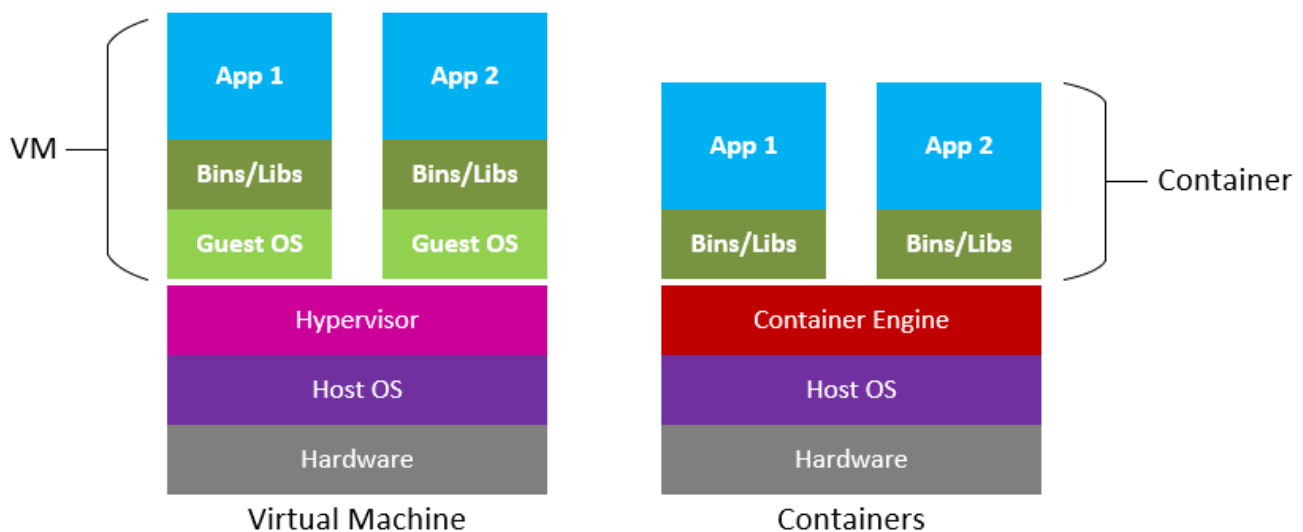 VM
App 1
App 2
Bins/Libs
Bins/Libs
Guest OS
Guest OS
Hypervisor
Host OS
Hardware
Virtual Machine
App 1
App 2
Bins/Libs
Bins/Libs
Container
Container Engine
Host OS
Hardware
Containers